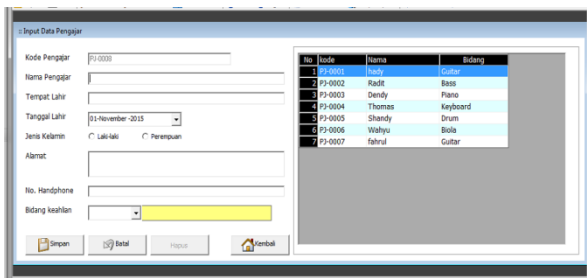 :: Input Data Pengajar
Kode Pengajar PJ-0008
Nama Pengajar
Tempat Lahir
Tanggal Lahir 01-November -2015
Jenis Kelamin Laki-laki Perempuan
Alamat
No. Handphone
Bidang keahlian
Simpan Batal Hapus Kembali
No kode Nama Bidang
1 PJ-0001 hady Guitar
2 PJ-0002 Radit Bass
3 PJ-0003 Dendy Piano
4 PJ-0004 Thomas Keyboard
5 PJ-0005 Shandy Drum
6 PJ-0006 Wahyu Biola
7 PJ-0007 fahrul Guitar